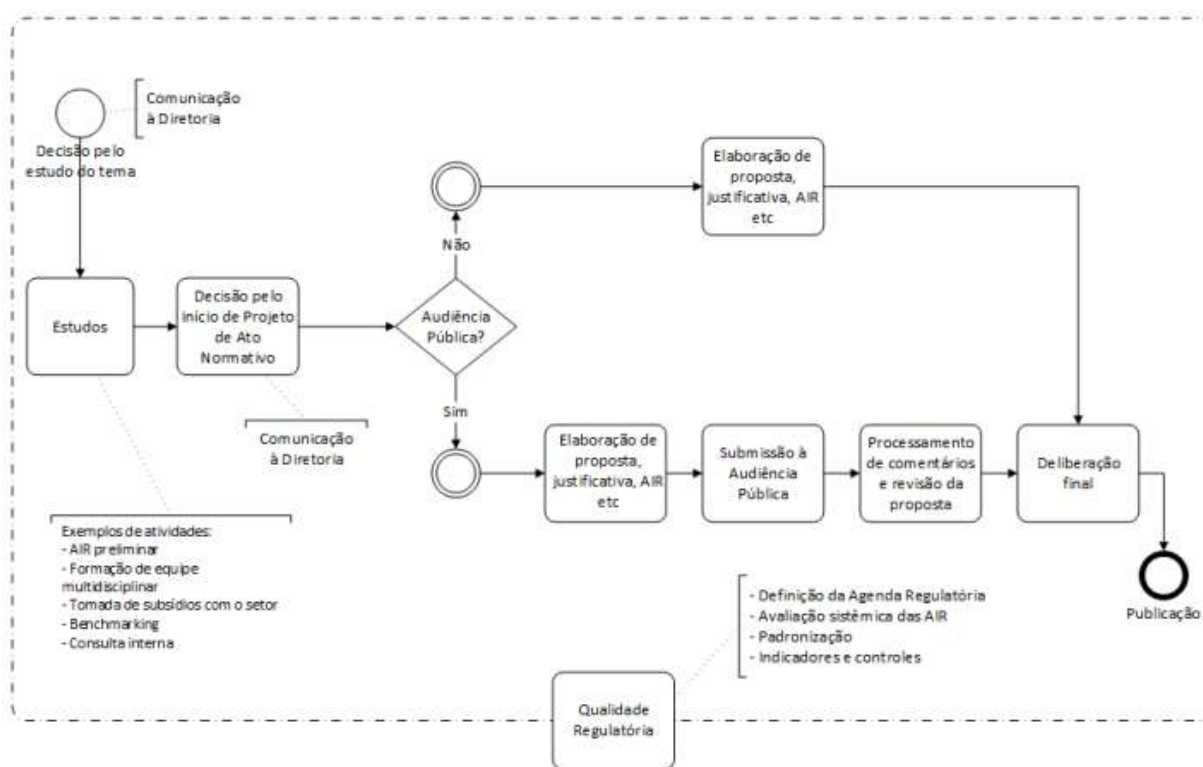 Comunicação
à Diretoria
Decisão pelo
estudo do tema
Estudos
Decisão pelo
início de Projeto
de Ato
Normativo
Comunicação
à Diretoria
Exemplos de atividades:
- AIR preliminar
- Formação de equipe
multidisciplinar
- Tomada de subsídios com o setor
- Benchmarking
- Consulta interna
Audiência
Pública?
Não
Elaboração de
proposta,
justificativa, AIR
etc
Sim
Elaboração de
proposta,
justificativa, AIR
etc
Submissão à
Audiência
Pública
Processamento
de comentários
e revisão da
proposta
Deliberação
final
Publicação
- Definição da Agenda Regulatória
- Avaliação sistêmica das AIR
- Padronização
- Indicadores e controles
Qualidade
Regulatória